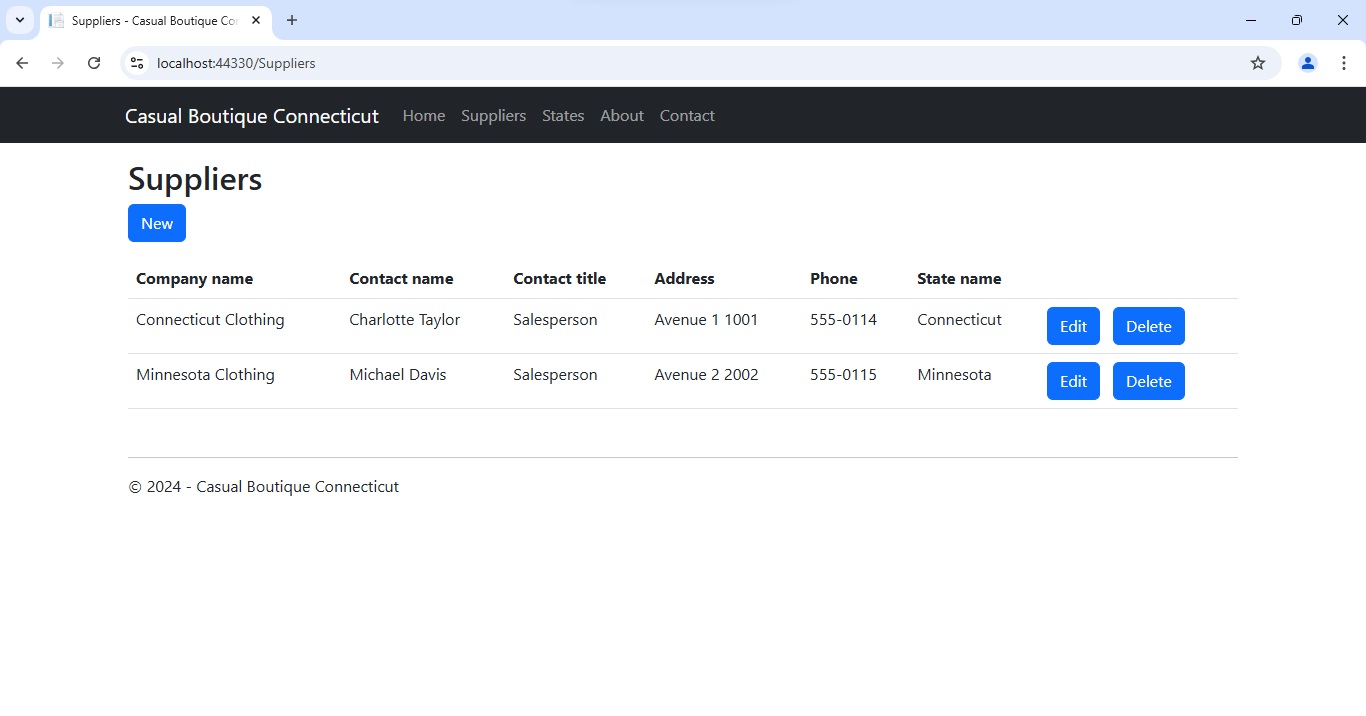 Suppliers - Casual Boutique Co
localhost:44330/Suppliers
Casual Boutique Connecticut Home Suppliers States About Contact
Suppliers
New
Company name Contact name Contact title Address Phone State name
Connecticut Clothing Charlotte Taylor Salesperson Avenue 1 1001 555-0114 Connecticut Edit Delete
Minnesota Clothing Michael Davis Salesperson Avenue 2 2002 555-0115 Minnesota Edit Delete
© 2024 - Casual Boutique Connecticut